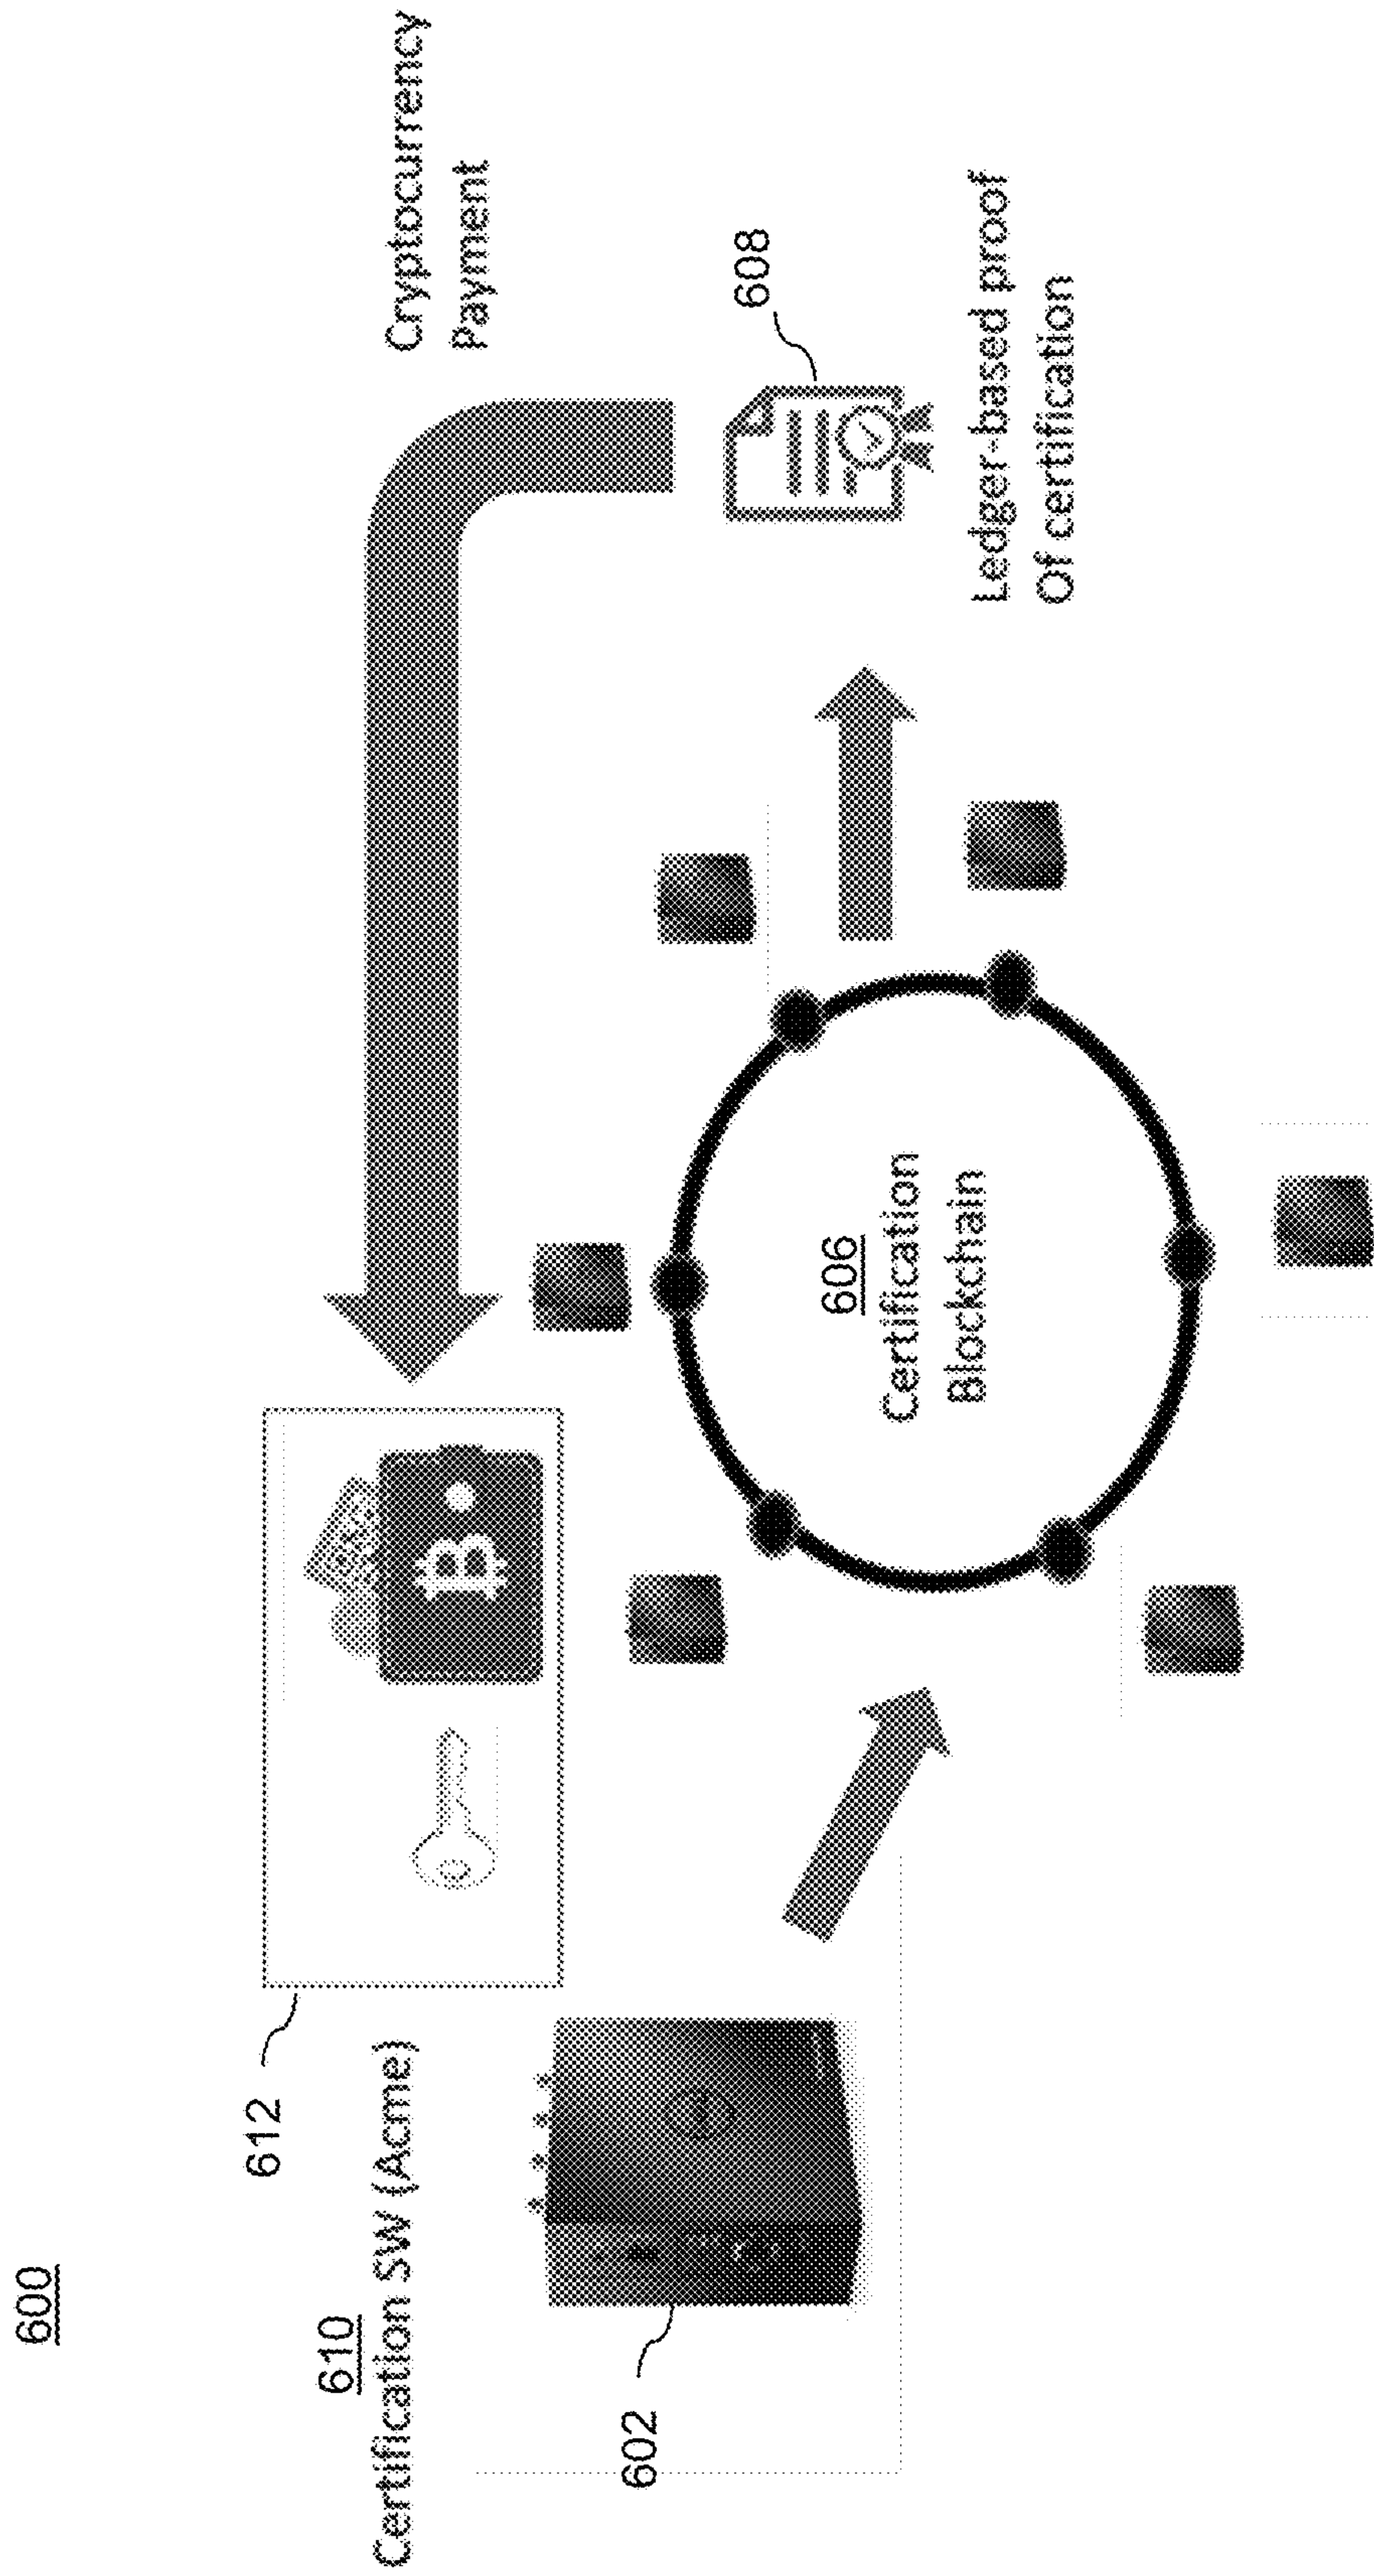 600
610
Certification SW (Acme)
612
602
606
Certification
Blockchain
Cryptocurrency
Payment
608
Ledger-based proof
Of certification